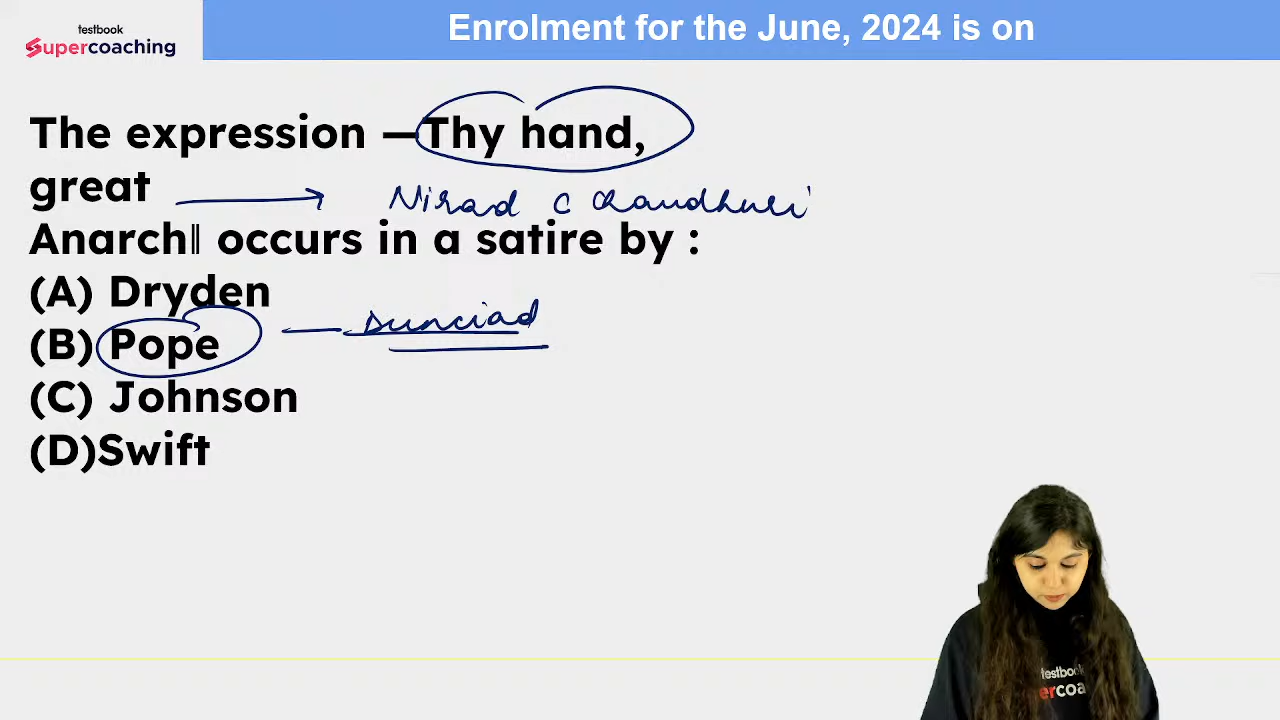 testbook
Supercoaching
Enrolment for the June, 2024 is on
The expression —Thy hand,
great
Nirad C Chaudhuri
Anarch‖ occurs in a satire by :
(A) Dryden
(B) Pope
Dunciad
(C) Johnson
(D)Swift
testbook
ercoa